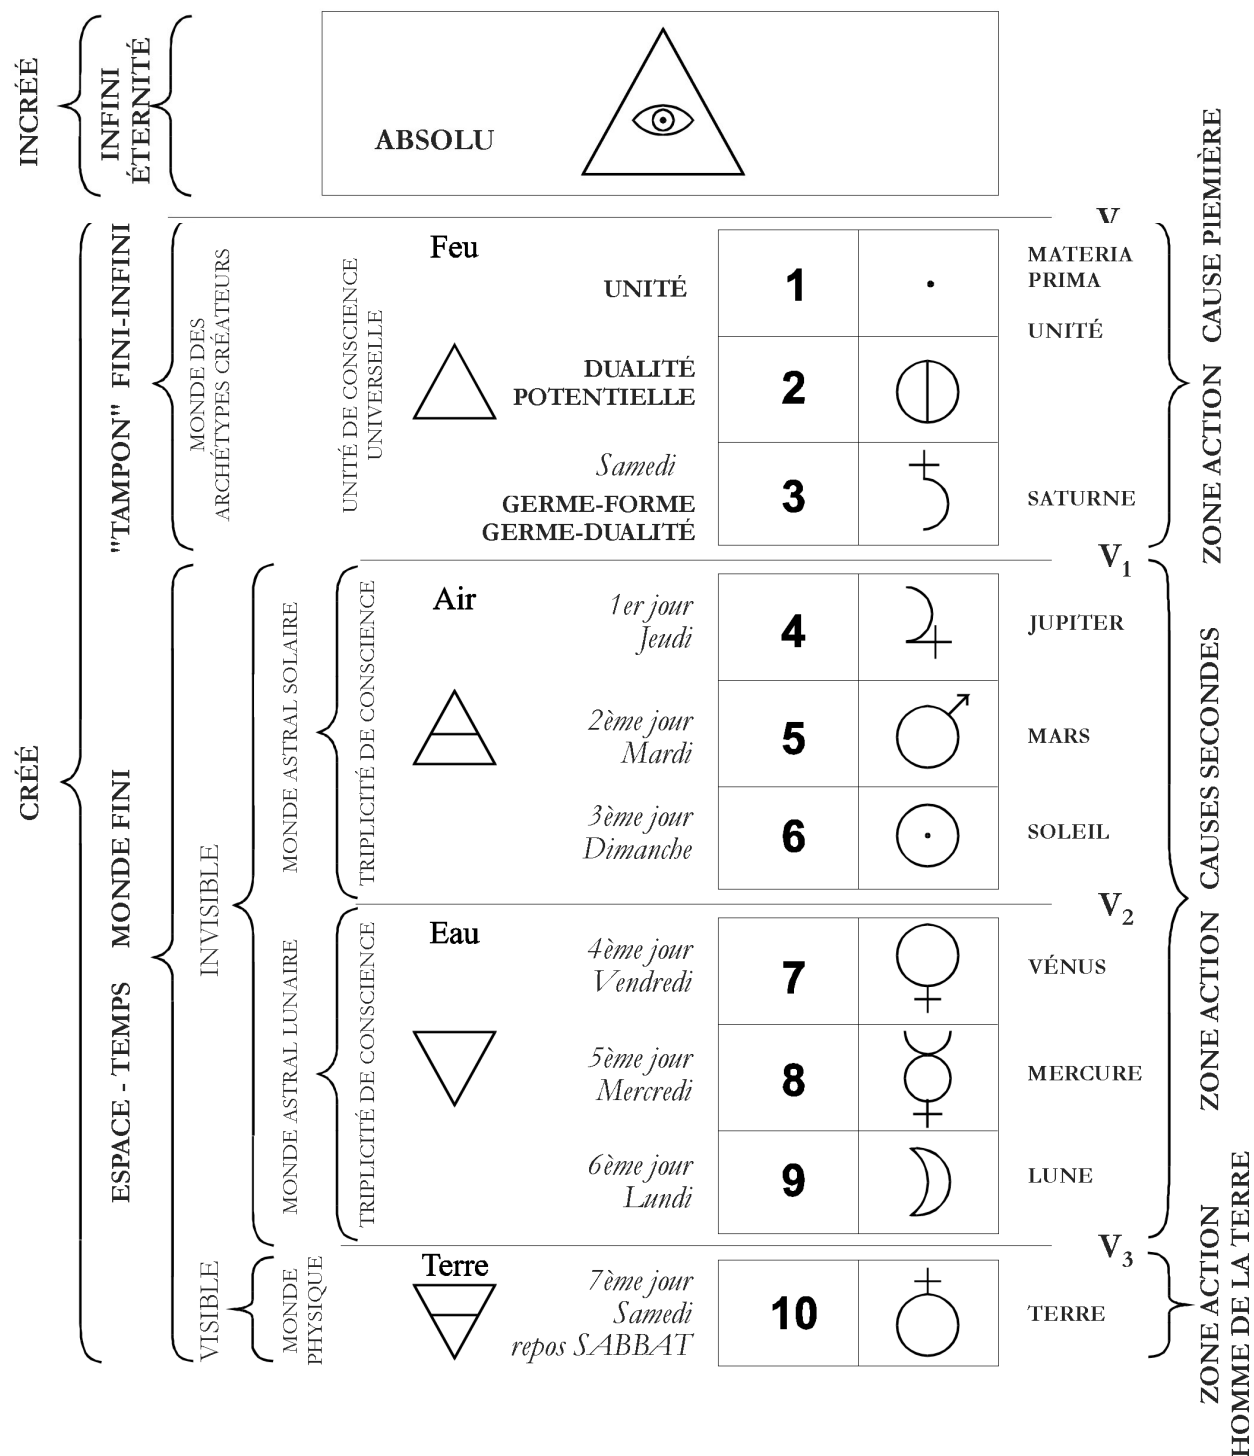 INCRÉÉ
INFINI
ÉTERNITÉ
ABSOLU
CRÉÉ
"TAMPON" FINI-INFINI
MONDE DES
ARCHÉTYPES CRÉATEURS
UNITÉ DE CONSCIENCE
UNIVERSELLE
Feu
V
UNITÉ
1
MATERIA
PRIMA
UNITÉ
DUALITÉ
POTENTIELLE
2
Samedi
GERME-FORME
GERME-DUALITÉ
3
SATURNE
ZONE ACTION CAUSE PIEMIÈRE
V1
ESPACE - TEMPS MONDE FINI
INVISIBLE
MONDE ASTRAL SOLAIRE
TRIPLICITÉ DE CONSCIENCE
Air
1er jour
Jeudi
4
JUPITER
2ème jour
Mardi
5
MARS
3ème jour
Dimanche
6
SOLEIL
ZONE ACTION CAUSES SECONDES
V2
MONDE ASTRAL LUNAIRE
TRIPLICITÉ DE CONSCIENCE
Eau
4ème jour
Vendredi
7
VÉNUS
5ème jour
Mercredi
8
MERCURE
6ème jour
Lundi
9
LUNE
V3
VISIBLE
MONDE
PHYSIQUE
Terre
7ème jour
Samedi
repos SABBAT
10
TERRE
ZONE ACTION
HOMME DE LA TERRE